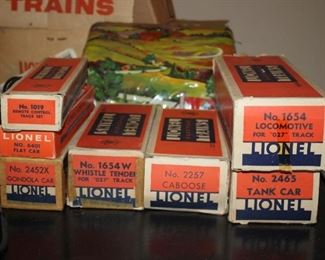 TRAINS
No. 1019
REMOTE CONTROL
TRACK SET
LIONEL
No. 6401
FLAT CAR
No. 2452X
GONDOLA CAR
LIONEL
No. 1654W
WHISTLE TENDER
FOR "027" TRACK
LIONEL
No. 2257
CABOOSE
LIONEL
No. 1654
LOCOMOTIVE
FOR "027" TRACK
LIONEL
No. 2465
TANK CAR
LIONEL